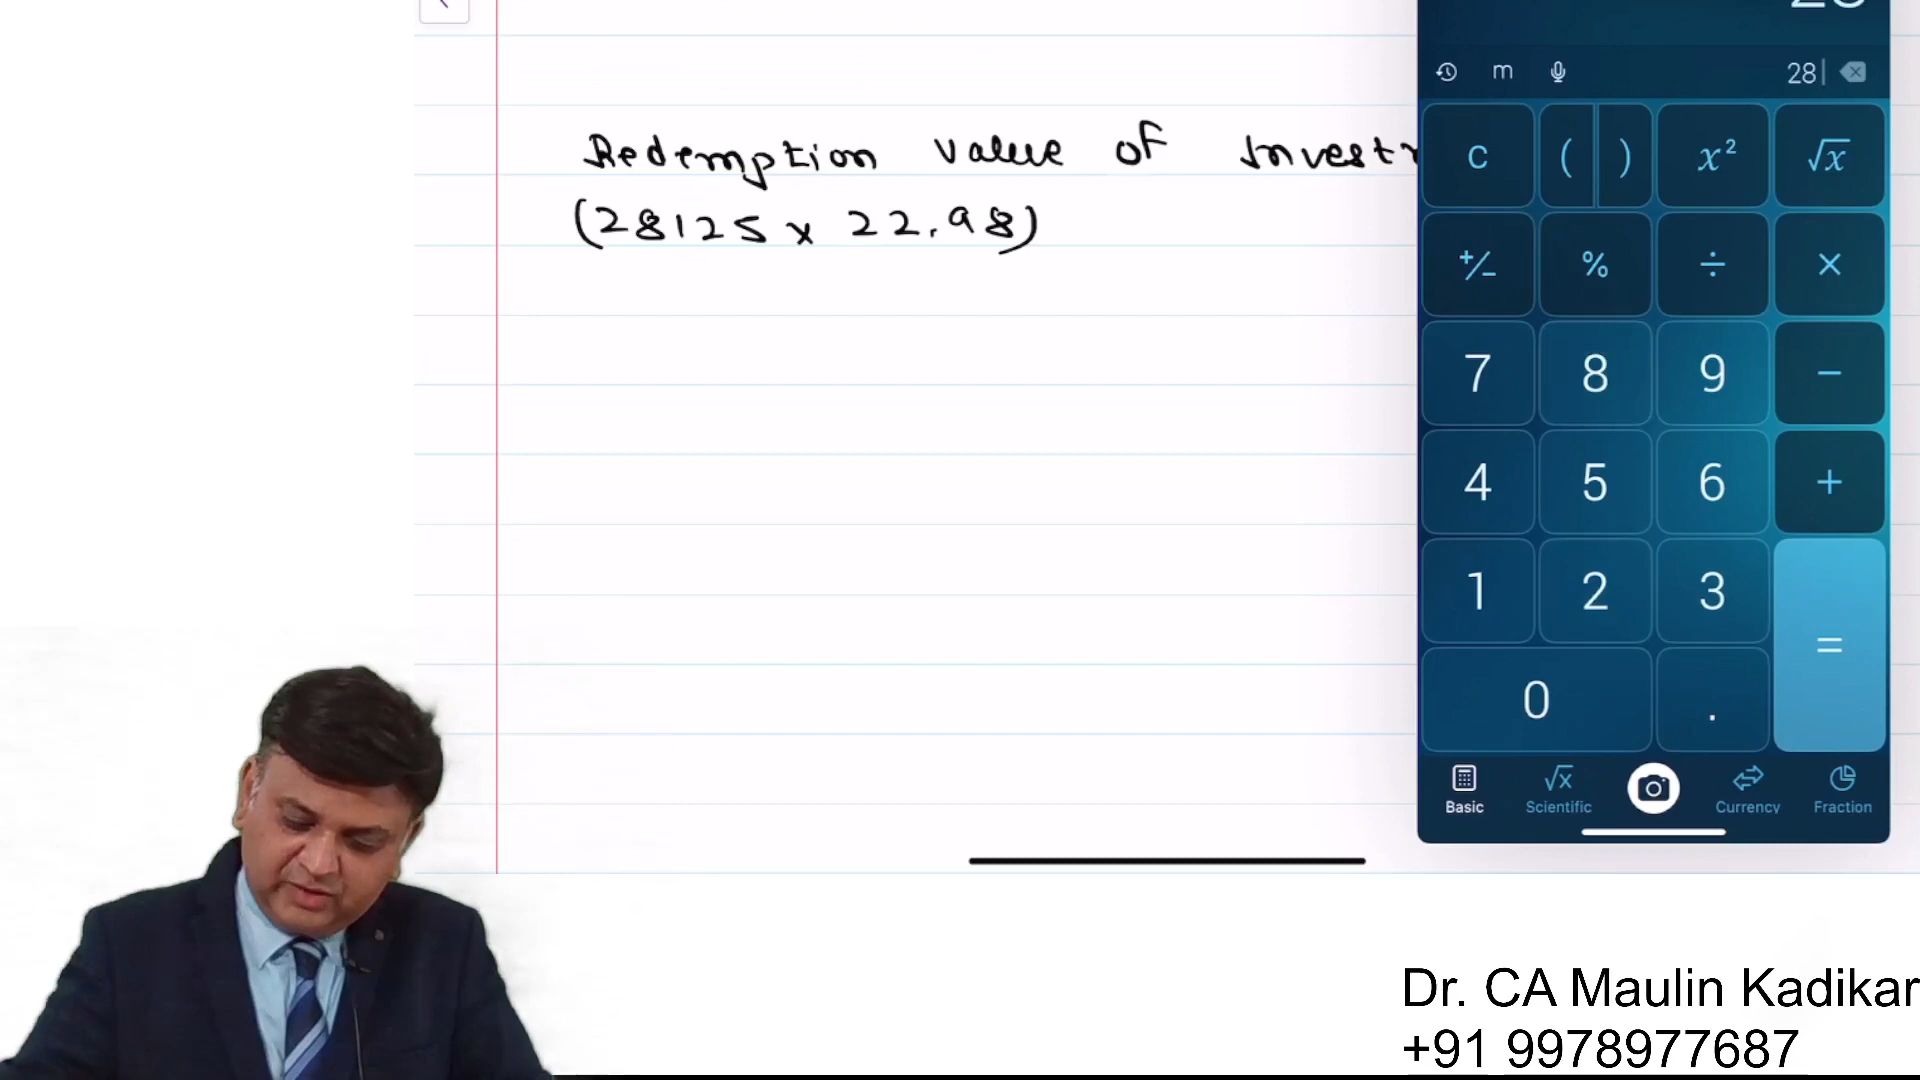 Redemption value of
(28125 x 22.98)
m
28
C
(
)
x²
√x
+/-
%
÷
×
7
8
9
−
4
5
6
+
1
2
3
=
0
.
Basic
√x
Scientific
Currency
Fraction
Dr. CA Maulin Kadikar
+91 9978977687